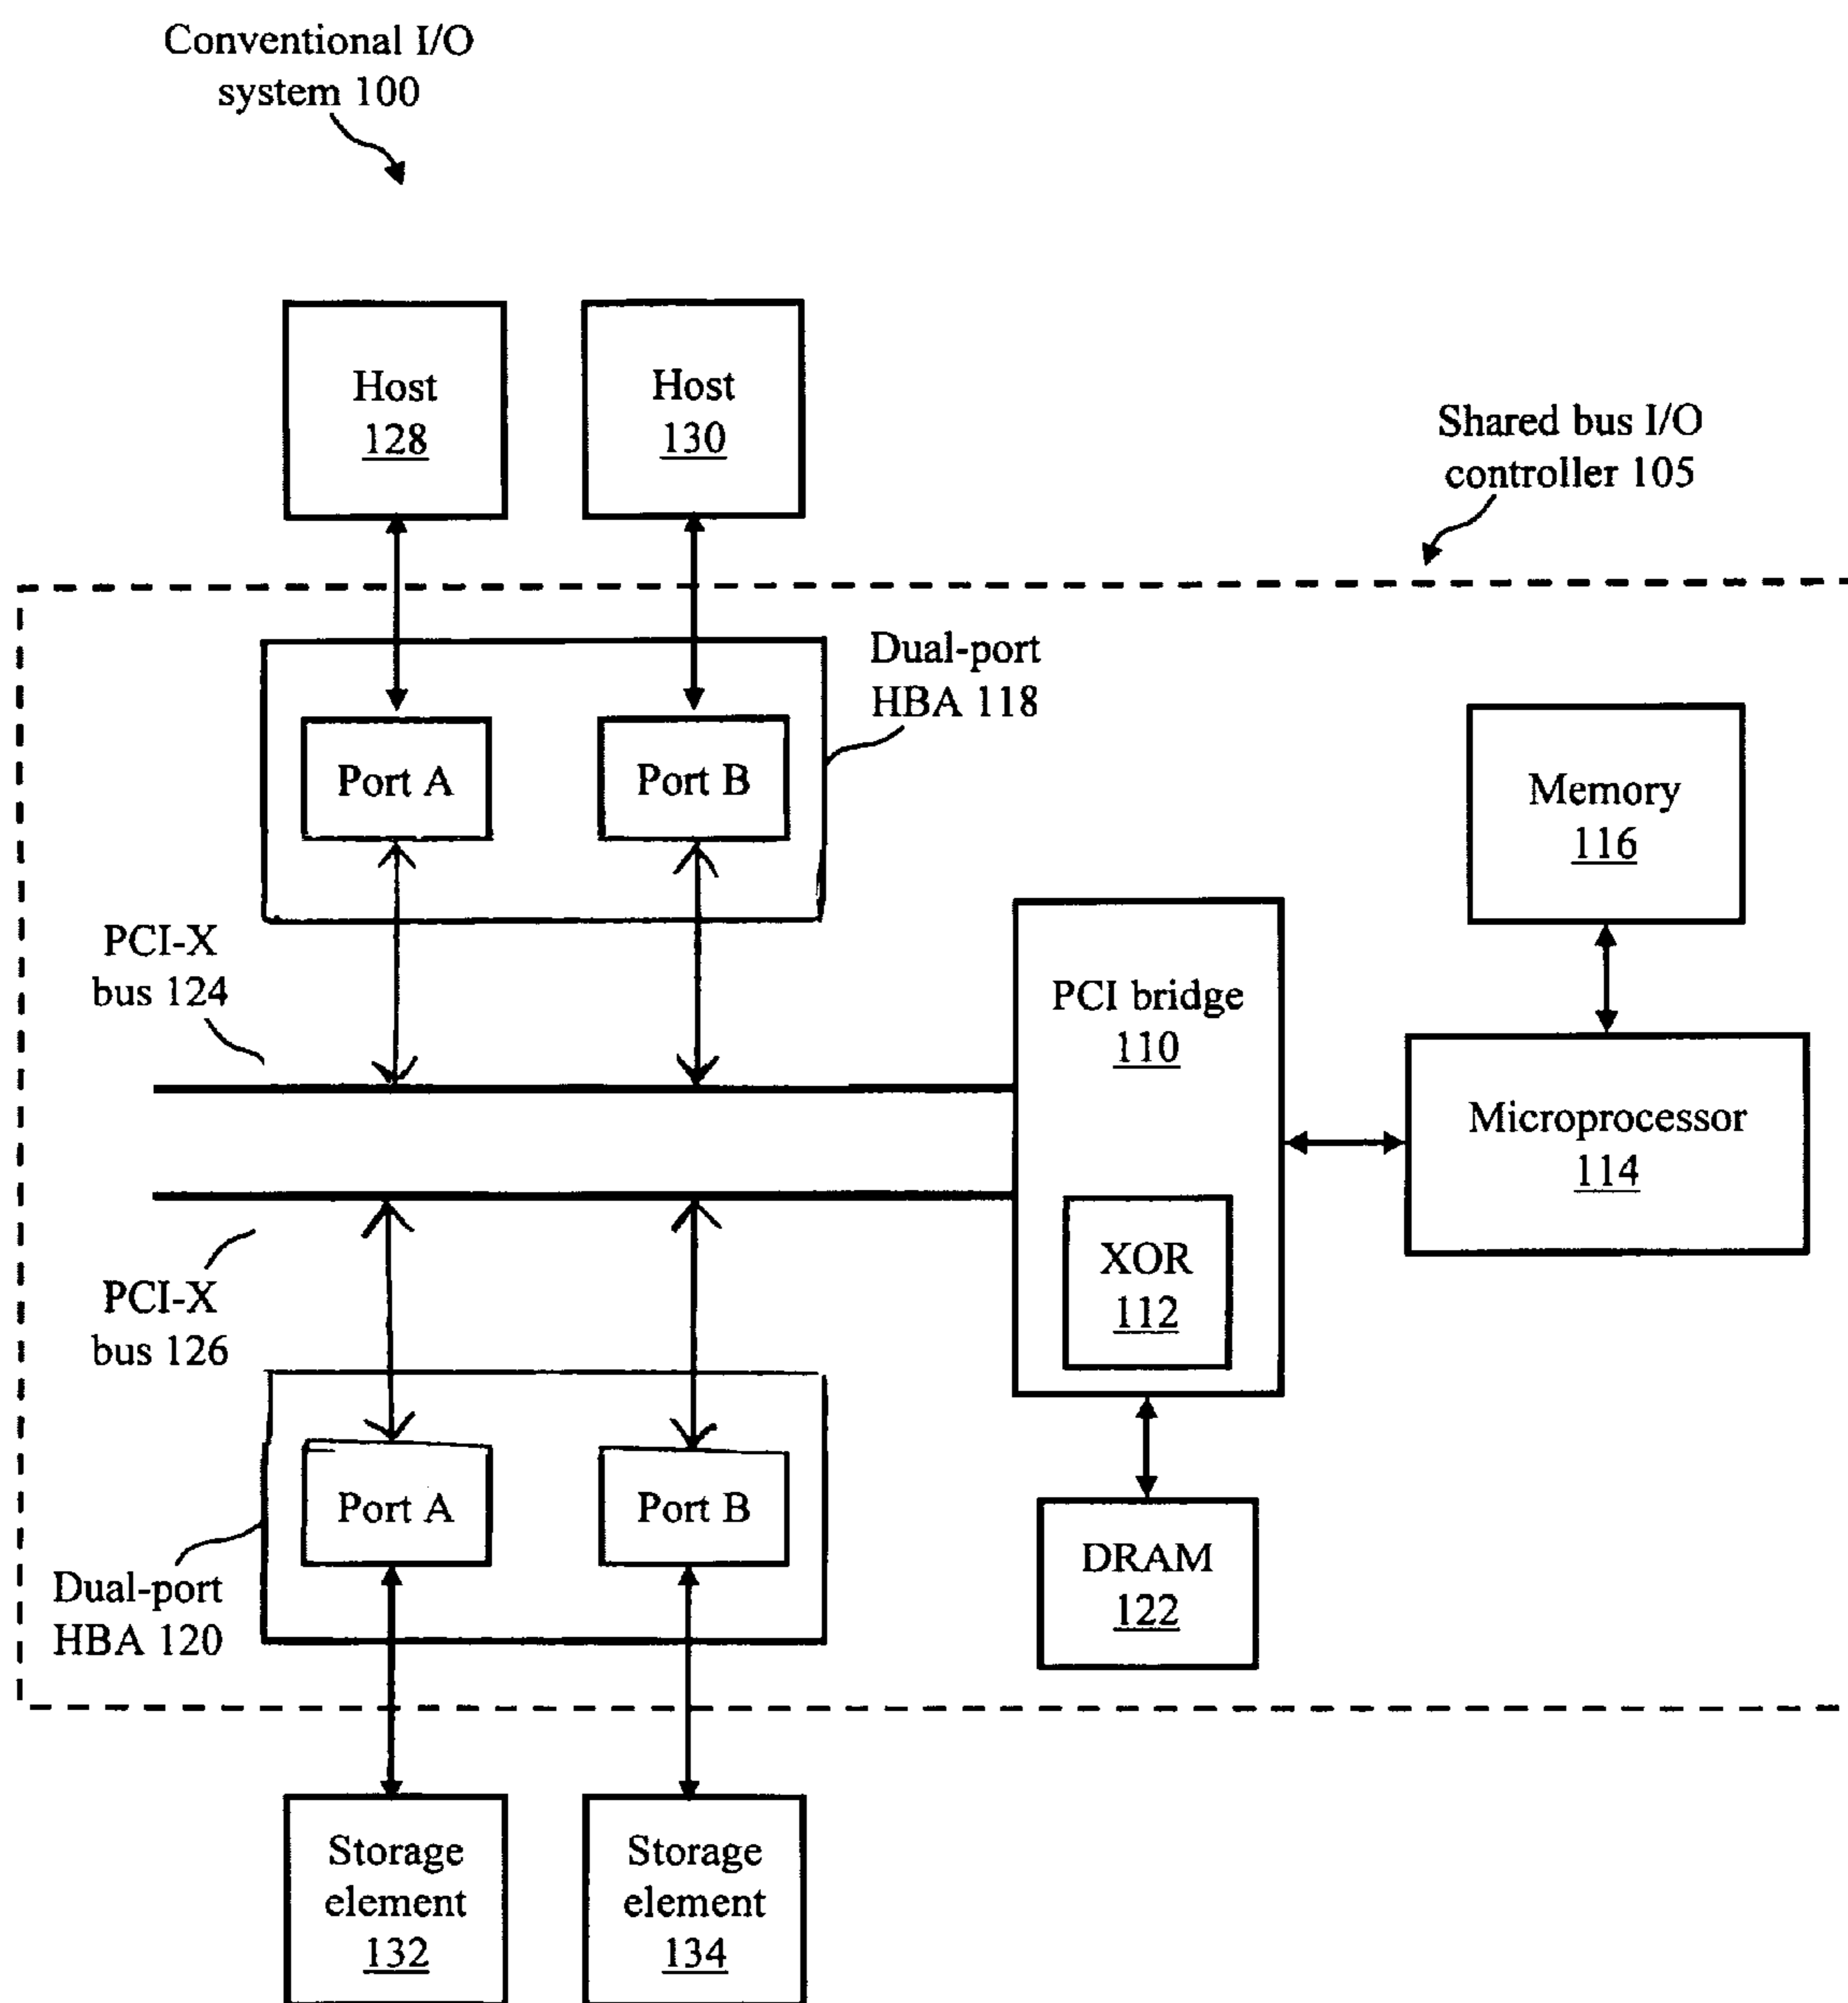 Conventional I/O
system 100
Host
128
Host
130
Shared bus I/O
controller 105
Dual-port
HBA 118
Port A
Port B
Memory
116
PCI-X
bus 124
PCI bridge
110
Microprocessor
114
XOR
112
PCI-X
bus 126
Port A
Port B
Dual-port
HBA 120
DRAM
122
Storage
element
132
Storage
element
134